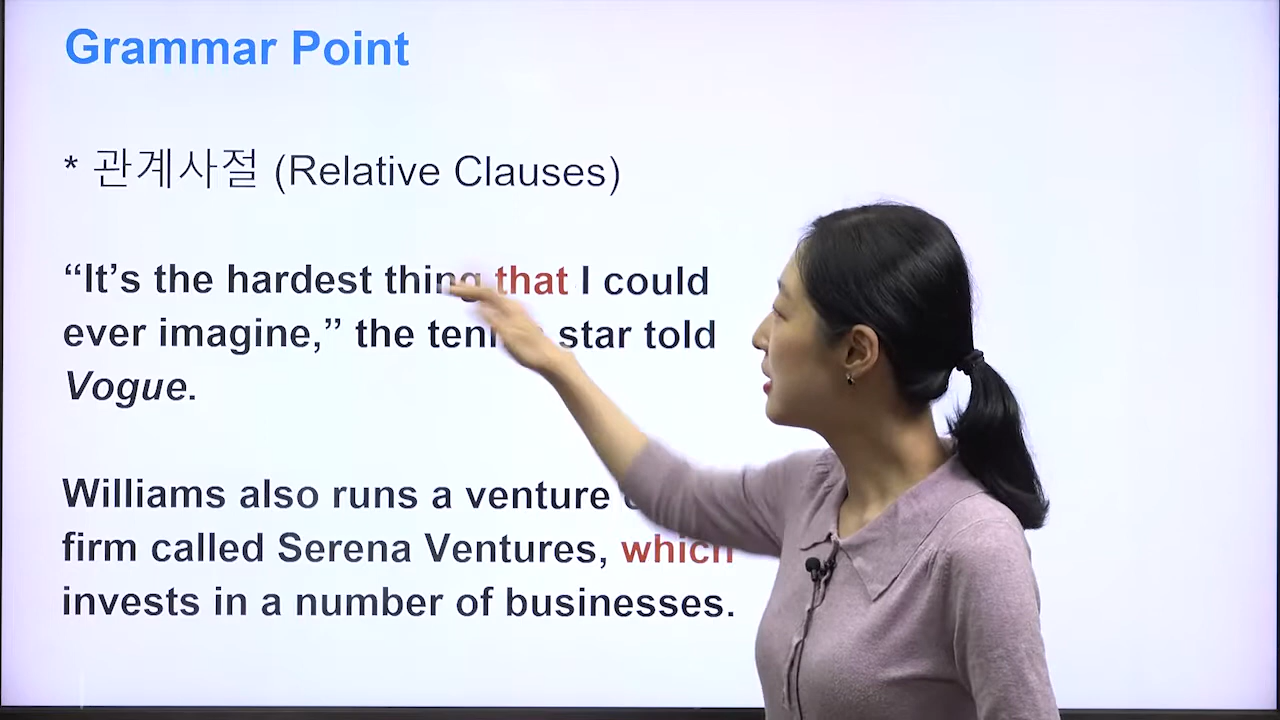 Grammar Point
* 관계사절 (Relative Clauses)
“It’s the hardest thing that I could
ever imagine,” the tennis star told
Vogue.
Williams also runs a venture
firm called Serena Ventures, which
invests in a number of businesses.